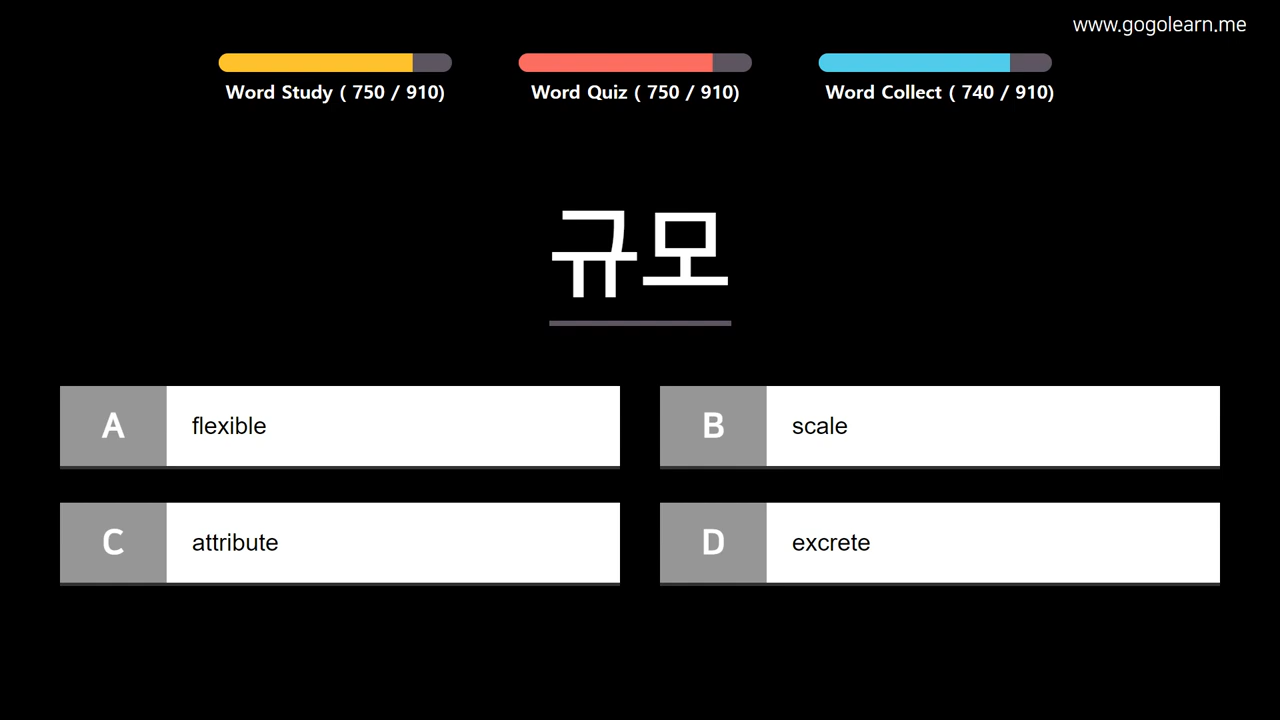 www.gogolearn.me
Word Study ( 750 / 910)
Word Quiz ( 750 / 910)
Word Collect ( 740 / 910)
규모
A flexible
B scale
C attribute
D excrete